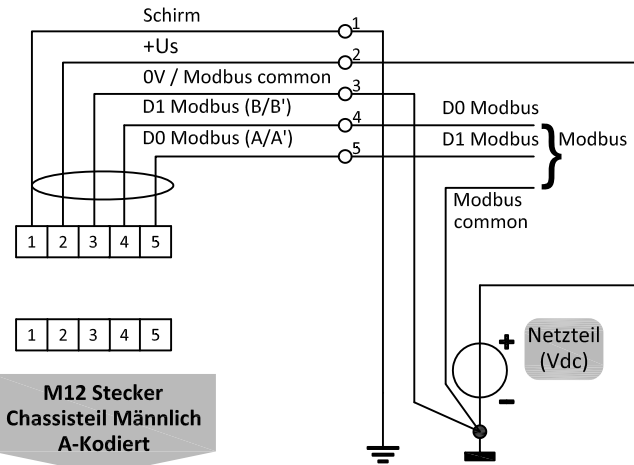 Schirm
1
+Us
2
0V / Modbus common
3
D1 Modbus (B/B')
4
D0 Modbus
D0 Modbus (A/A')
5
D1 Modbus
Modbus
Modbus
common
1 2 3 4 5
1 2 3 4 5
+
Netzteil
(Vdc)
−
M12 Stecker
Chassisteil Männlich
A-Kodiert